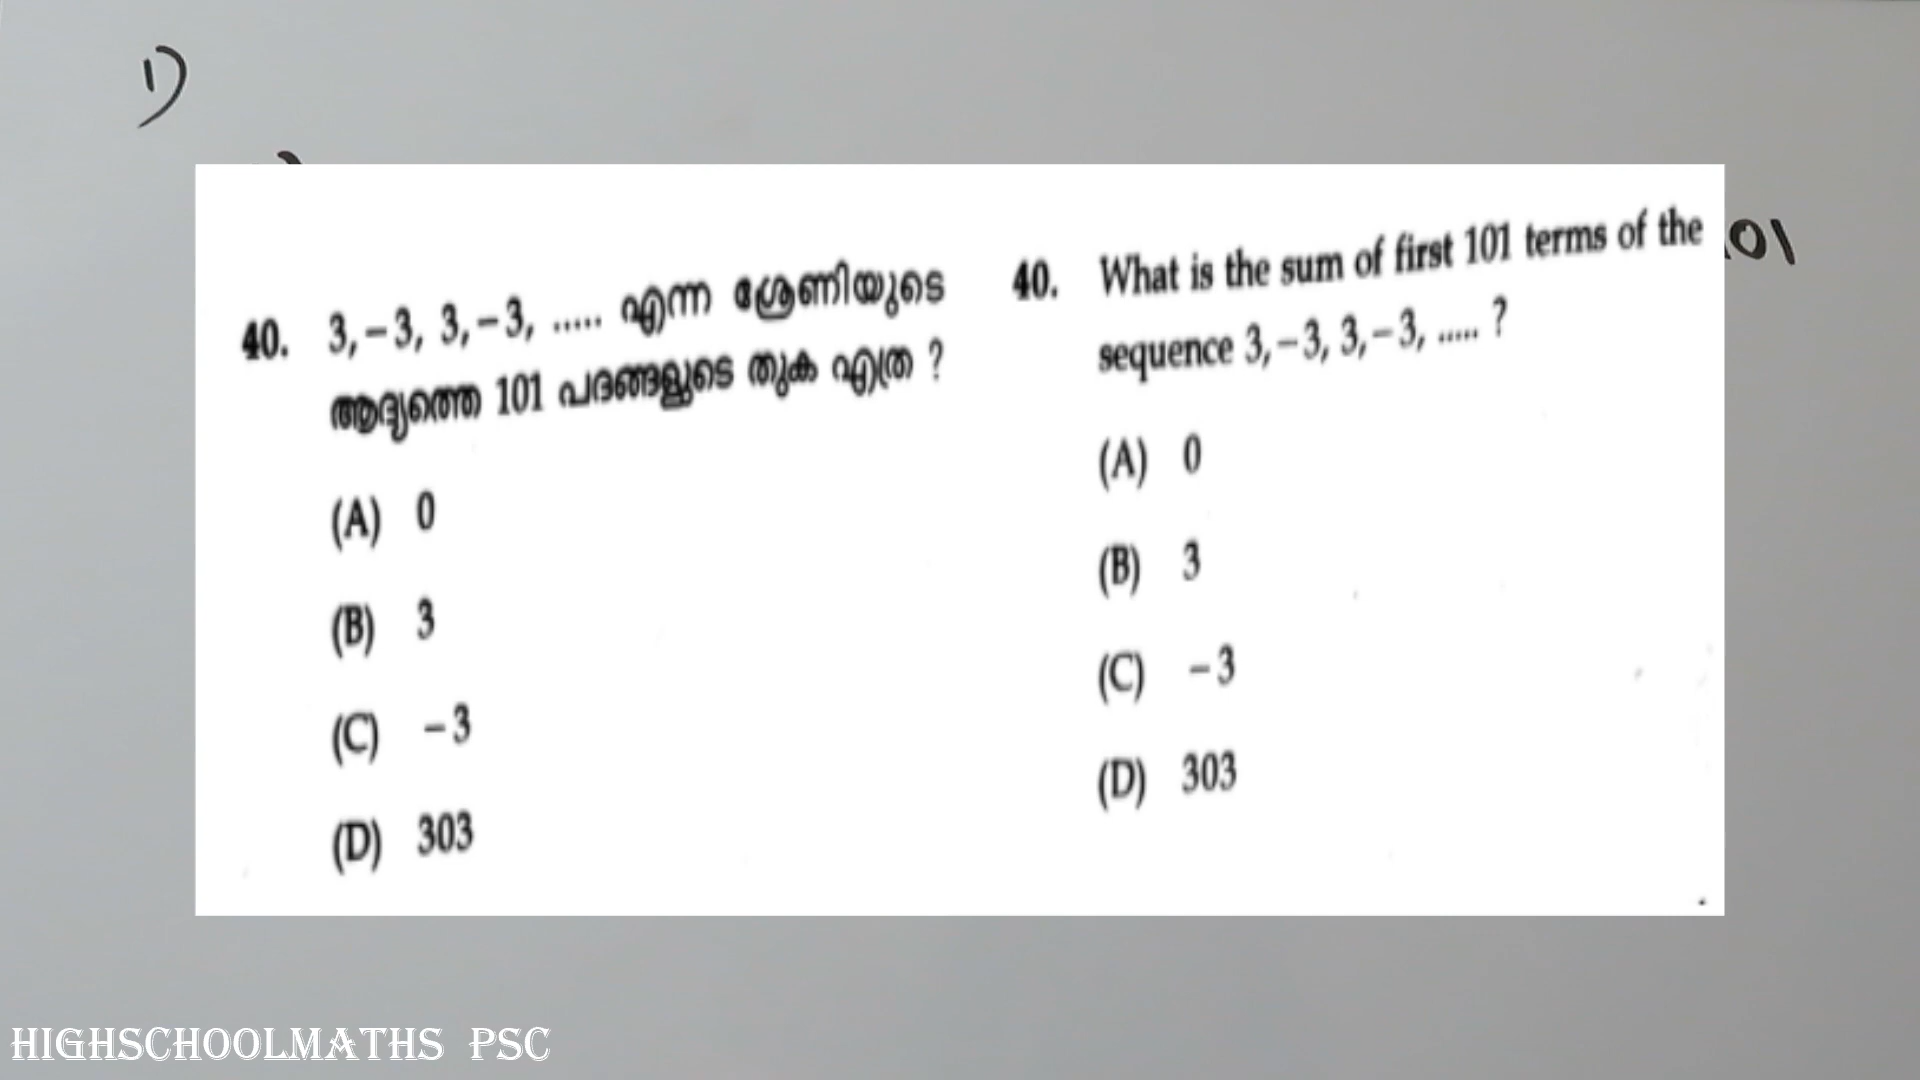 1)
101
40. 3, – 3, 3, – 3, ..... എന്ന ശ്രേണിയുടെ
ആദ്യത്തെ 101 പദങ്ങളുടെ തുക എത്ര ?
(A) 0
(B) 3
(C) – 3
(D) 303
40. What is the sum of first 101 terms of the
sequence 3, – 3, 3, – 3, ..... ?
(A) 0
(B) 3
(C) – 3
(D) 303
HIGHSCHOOLMATHS PSC